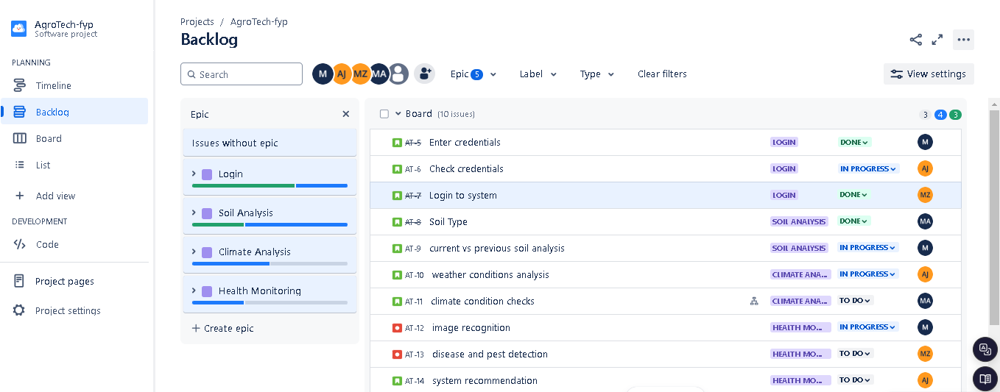 AgroTech-fyp
Software project
PLANNING
Timeline
Backlog
Board
List
Add view
DEVELOPMENT
Code
Project pages
Project settings
Projects / AgroTech-fyp
Backlog
Search
M AJ MZ MA
Epic 5
Label
Type
Clear filters
View settings
Epic
Issues without epic
Login
Soil Analysis
Climate Analysis
Health Monitoring
Create epic
Board (10 issues) 3 4 3
AT-5 Enter credentials LOGIN DONE M
AT-6 Check credentials LOGIN IN PROGRESS AJ
AT-7 Login to system LOGIN DONE MZ
AT-8 Soil Type SOIL ANALYSIS DONE MA
AT-9 current vs previous soil analysis SOIL ANALYSIS IN PROGRESS M
AT-10 weather conditions analysis CLIMATE ANA... IN PROGRESS AJ
AT-11 climate condition checks CLIMATE ANA... TO DO MA
AT-12 image recognition HEALTH MO... IN PROGRESS M
AT-13 disease and pest detection HEALTH MO... TO DO MZ
AT-14 system recommendation HEALTH MO... TO DO AJ